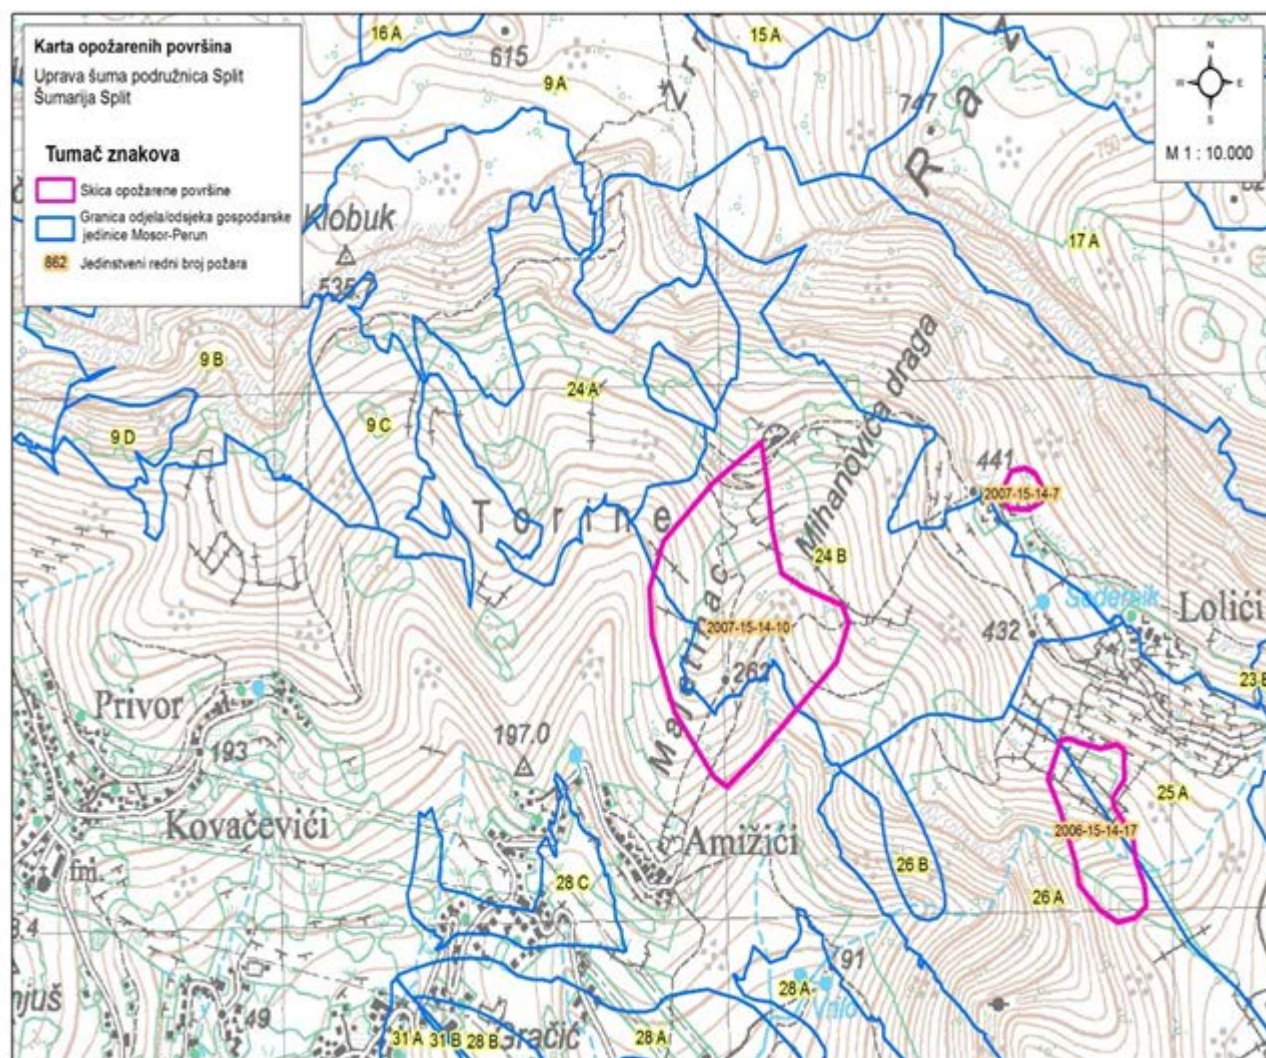 Karta opožarenih površina
Uprava šuma podružnica Split
Šumarija Split
Tumač znakova
Skica opožarene površine
Granica odjela/odsjeka gospodarske
jedinice Mosor-Perun
862 Jedinstveni redni broj požara
N
W E
S
M 1 : 10.000
16 A
615
15 A
9 A
747
R a z
750
17 A
Klobuk
535.7
9 B
24 A
9 D
9 C
Mihanovića draga
441
2007-15-14-7
Torine
24 B
Lolići
432
2007-15-14-10
262
23 B
Privor
193
197.0
25 A
Kovačevići
Amižići
2006-15-14-17
fm.
28 C
26 B
26 A
28 A
49
31 A
31 B
28 B
28 A